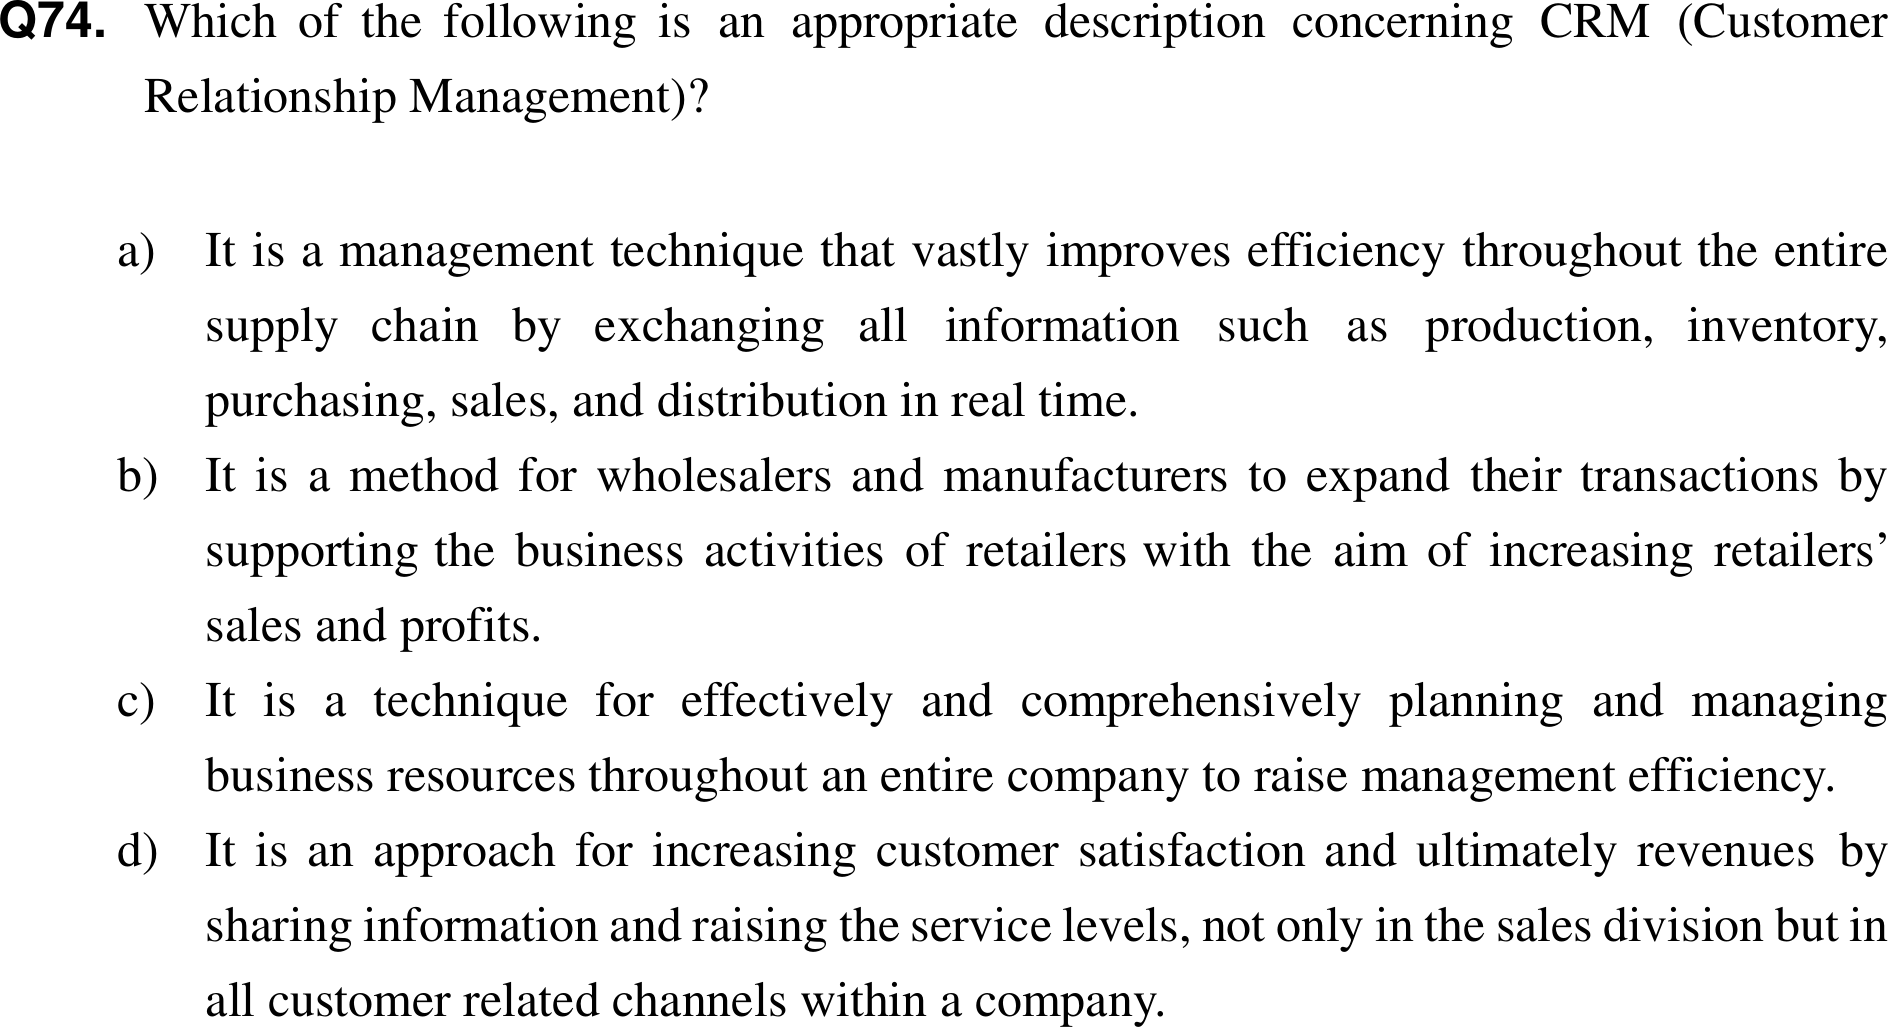 Q74. Which of the following is an appropriate description concerning CRM (Customer
Relationship Management)?
a) It is a management technique that vastly improves efficiency throughout the entire
supply chain by exchanging all information such as production, inventory,
purchasing, sales, and distribution in real time.
b) It is a method for wholesalers and manufacturers to expand their transactions by
supporting the business activities of retailers with the aim of increasing retailers’
sales and profits.
c) It is a technique for effectively and comprehensively planning and managing
business resources throughout an entire company to raise management efficiency.
d) It is an approach for increasing customer satisfaction and ultimately revenues by
sharing information and raising the service levels, not only in the sales division but in
all customer related channels within a company.